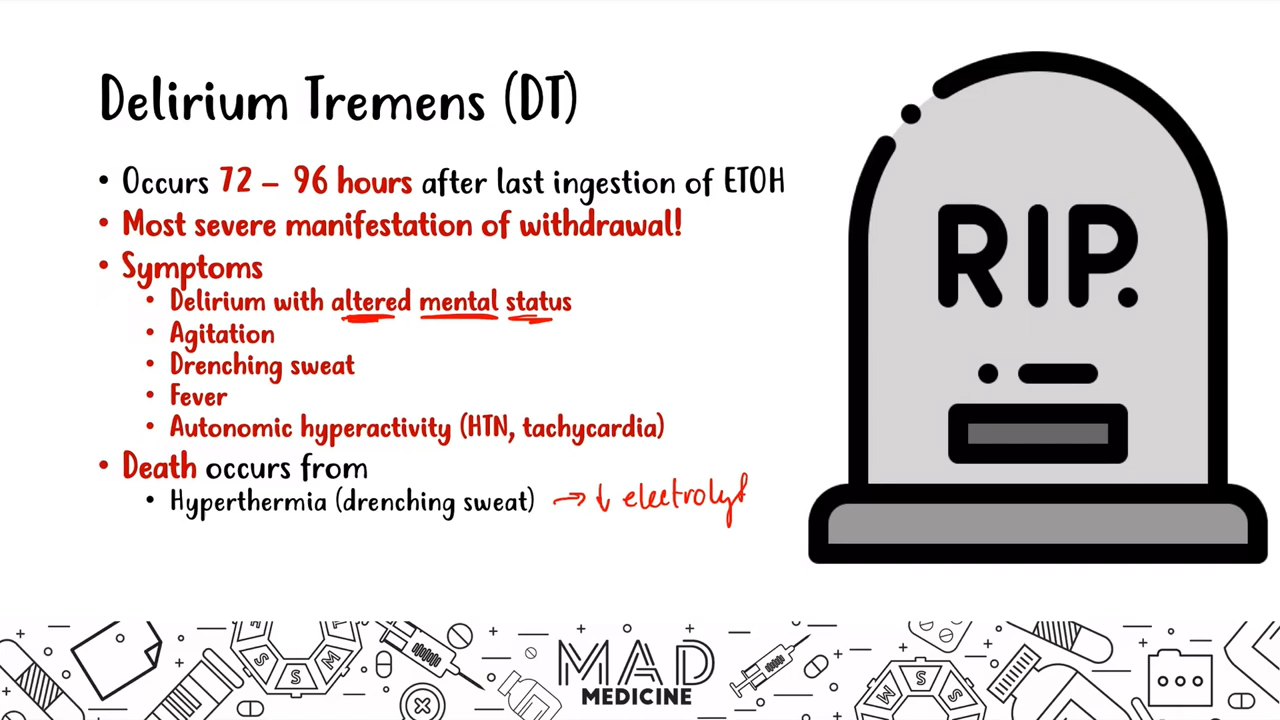 Delirium Tremens (DT)
• Occurs 72 – 96 hours after last ingestion of ETOH
• Most severe manifestation of withdrawal!
• Symptoms
• Delirium with altered mental status
• Agitation
• Drenching sweat
• Fever
• Autonomic hyperactivity (HTN, tachycardia)
• Death occurs from
• Hyperthermia (drenching sweat) → ↓ electrolyt
RIP.
MAD
MEDICINE